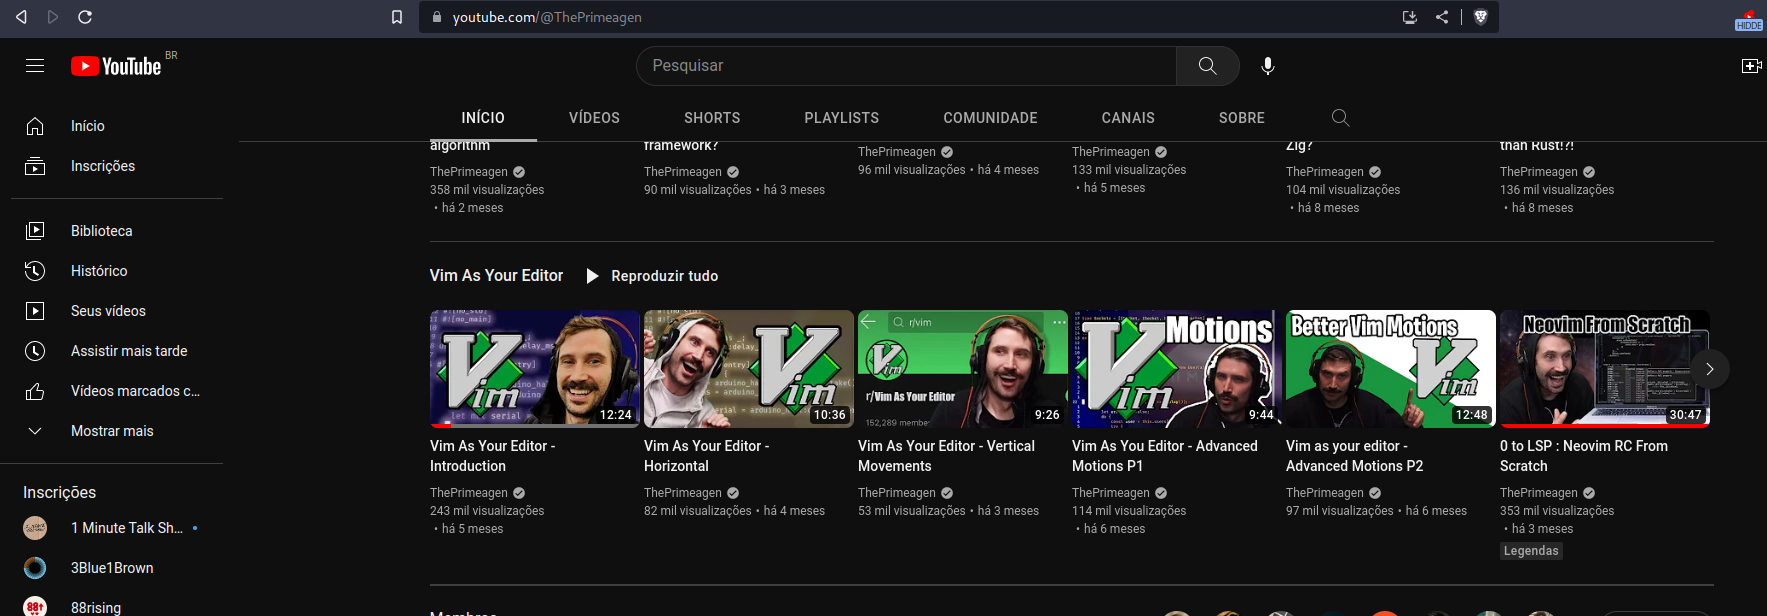 youtube.com/@ThePrimeagen
HIDDE
YouTube BR
Pesquisar
INÍCIO VÍDEOS SHORTS PLAYLISTS COMUNIDADE CANAIS SOBRE
Início
Inscrições
Biblioteca
Histórico
Seus vídeos
Assistir mais tarde
Vídeos marcados c...
Mostrar mais
Inscrições
1 Minute Talk Sh...
3Blue1Brown
88rising
algorithm
ThePrimeagen
358 mil visualizações
• há 2 meses
framework?
ThePrimeagen
90 mil visualizações • há 3 meses
ThePrimeagen
96 mil visualizações • há 4 meses
ThePrimeagen
133 mil visualizações
• há 5 meses
Zig?
ThePrimeagen
104 mil visualizações
• há 8 meses
than Rust!?!
ThePrimeagen
136 mil visualizações
• há 8 meses
Vim As Your Editor Reproduzir tudo
Vim
12:24
Vim As Your Editor -
Introduction
ThePrimeagen
243 mil visualizações
• há 5 meses
Vim
10:36
Vim As Your Editor -
Horizontal
ThePrimeagen
82 mil visualizações • há 4 meses
r/vim
Vim
r/Vim As Your Editor
152,289 membe
9:26
Vim As Your Editor - Vertical
Movements
ThePrimeagen
53 mil visualizações • há 3 meses
Motions
Vim
9:44
Vim As You Editor - Advanced
Motions P1
ThePrimeagen
114 mil visualizações
• há 6 meses
Better Vim Motions
Vim
12:48
Vim as your editor -
Advanced Motions P2
ThePrimeagen
97 mil visualizações • há 6 meses
Neovim From Scratch
30:47
0 to LSP : Neovim RC From
Scratch
ThePrimeagen
353 mil visualizações
• há 3 meses
Legendas